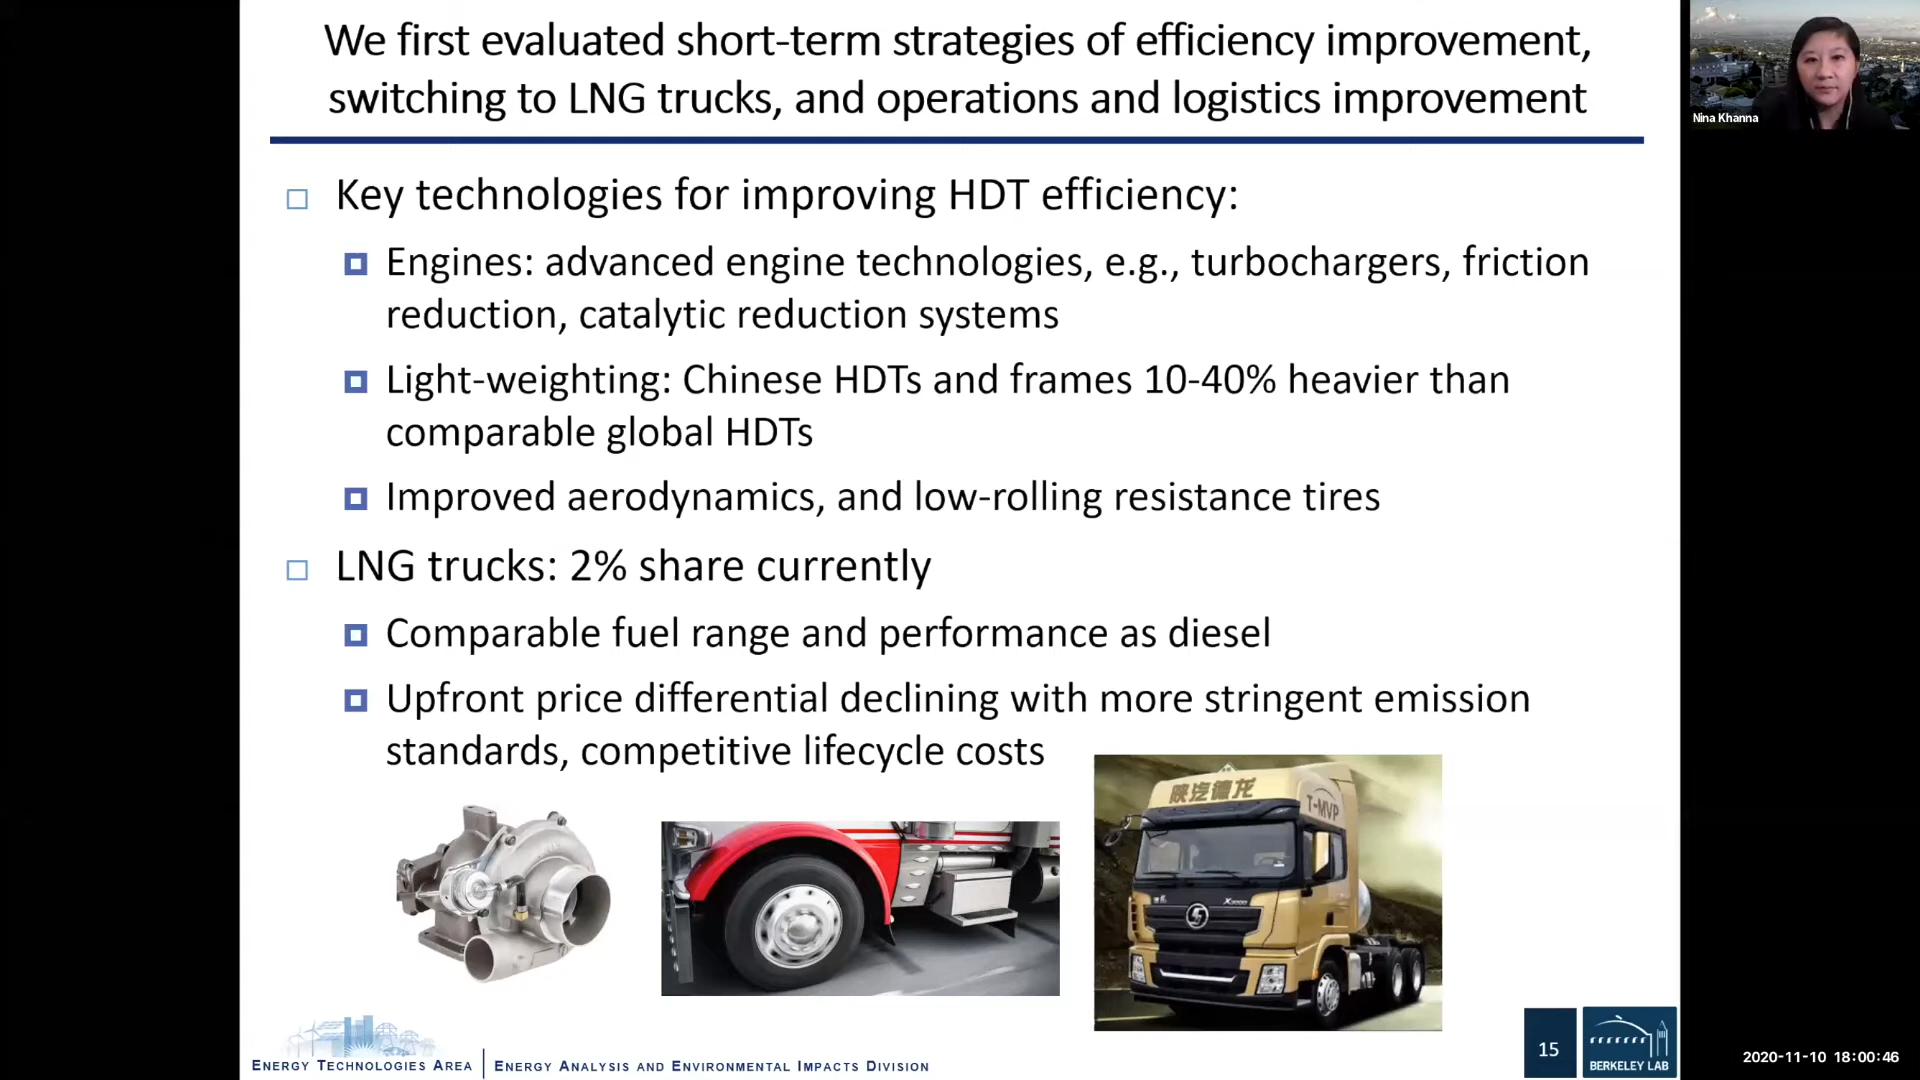 We first evaluated short-term strategies of efficiency improvement,
switching to LNG trucks, and operations and logistics improvement
Nina Khanna
Key technologies for improving HDT efficiency:
Engines: advanced engine technologies, e.g., turbochargers, friction
reduction, catalytic reduction systems
Light-weighting: Chinese HDTs and frames 10-40% heavier than
comparable global HDTs
Improved aerodynamics, and low-rolling resistance tires
LNG trucks: 2% share currently
Comparable fuel range and performance as diesel
Upfront price differential declining with more stringent emission
standards, competitive lifecycle costs
陕汽德龙
T-MVP
X3000
ENERGY TECHNOLOGIES AREA
ENERGY ANALYSIS AND ENVIRONMENTAL IMPACTS DIVISION
15
BERKELEY LAB
2020-11-10 18:00:46